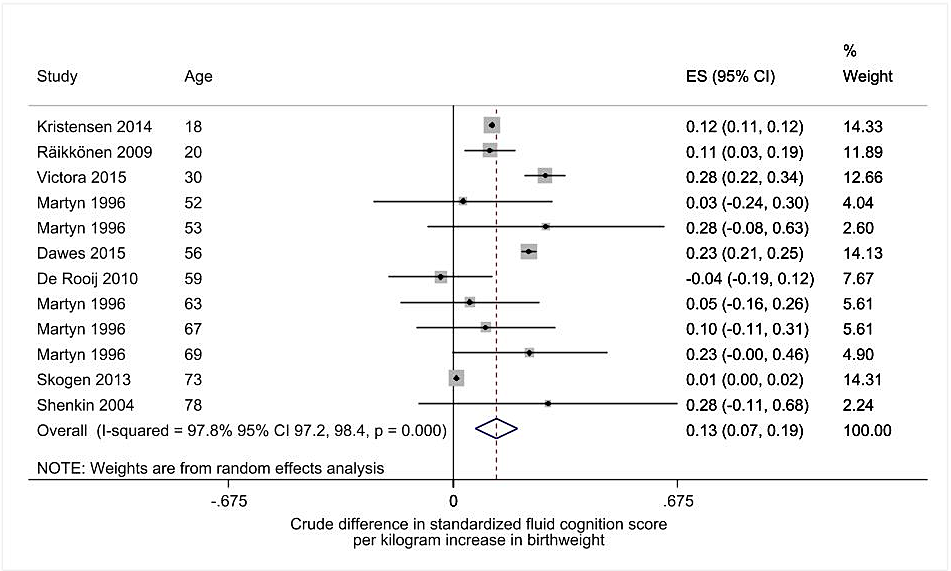 %
Study Age ES (95% CI) Weight
Kristensen 2014 18 0.12 (0.11, 0.12) 14.33
Räikkönen 2009 20 0.11 (0.03, 0.19) 11.89
Victora 2015 30 0.28 (0.22, 0.34) 12.66
Martyn 1996 52 0.03 (-0.24, 0.30) 4.04
Martyn 1996 53 0.28 (-0.08, 0.63) 2.60
Dawes 2015 56 0.23 (0.21, 0.25) 14.13
De Rooij 2010 59 -0.04 (-0.19, 0.12) 7.67
Martyn 1996 63 0.05 (-0.16, 0.26) 5.61
Martyn 1996 67 0.10 (-0.11, 0.31) 5.61
Martyn 1996 69 0.23 (-0.00, 0.46) 4.90
Skogen 2013 73 0.01 (0.00, 0.02) 14.31
Shenkin 2004 78 0.28 (-0.11, 0.68) 2.24
Overall (I-squared = 97.8% 95% CI 97.2, 98.4, p = 0.000) 0.13 (0.07, 0.19) 100.00
NOTE: Weights are from random effects analysis
-.675 0 .675
Crude difference in standardized fluid cognition score
per kilogram increase in birthweight